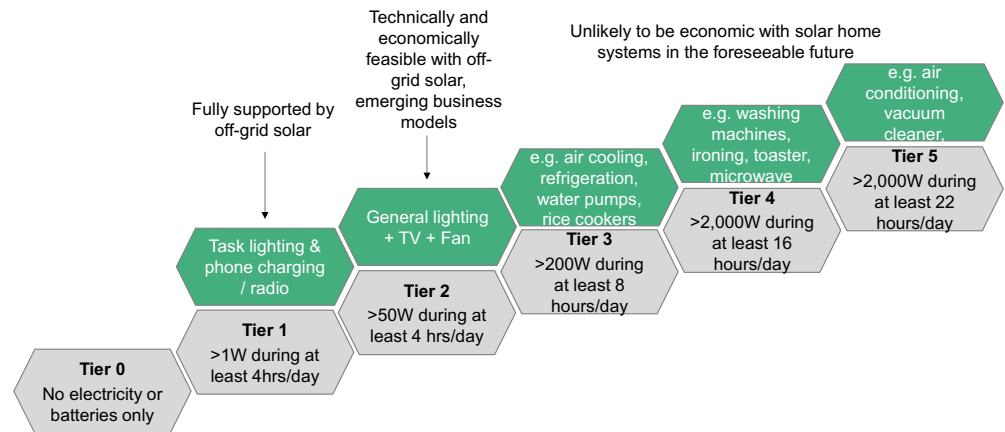 Technically and
economically
feasible with off-
grid solar,
emerging business
models
Unlikely to be economic with solar home
systems in the foreseeable future
Fully supported by
off-grid solar
e.g. air
conditioning,
vacuum
cleaner,
Tier 5
>2,000W during
at least 22
hours/day
e.g. washing
machines,
ironing, toaster,
microwave
Tier 4
>2,000W during
at least 16
hours/day
e.g. air cooling,
refrigeration,
water pumps,
rice cookers
Tier 3
>200W during
at least 8
hours/day
General lighting
+ TV + Fan
Tier 2
>50W during at
least 4 hrs/day
Task lighting &
phone charging
/ radio
Tier 1
>1W during at
least 4hrs/day
Tier 0
No electricity or
batteries only